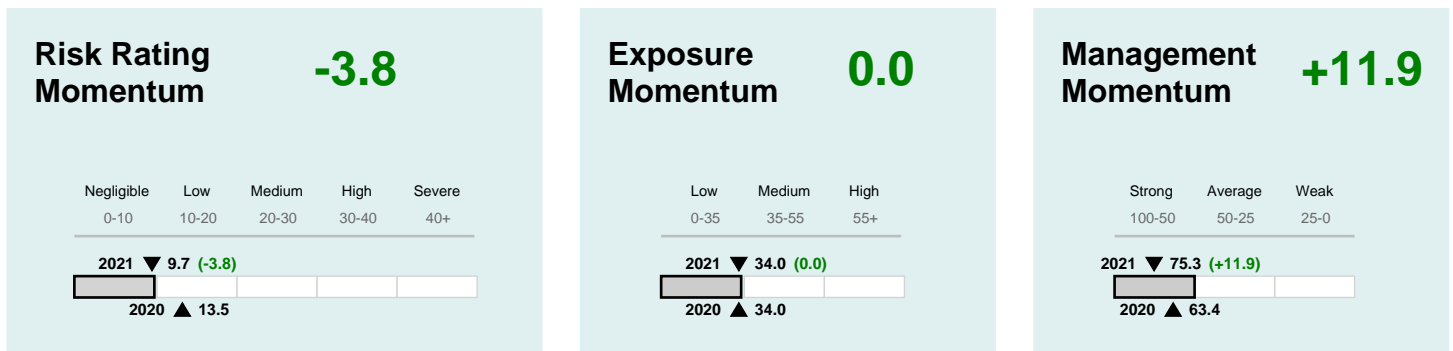 Risk Rating
Momentum
-3.8
Negligible Low Medium High Severe
0-10 10-20 20-30 30-40 40+
2021 ▼ 9.7 (-3.8)
2020 ▲ 13.5
Exposure
Momentum
0.0
Low Medium High
0-35 35-55 55+
2021 ▼ 34.0 (0.0)
2020 ▲ 34.0
Management
Momentum
+11.9
Strong Average Weak
100-50 50-25 25-0
2021 ▼ 75.3 (+11.9)
2020 ▲ 63.4